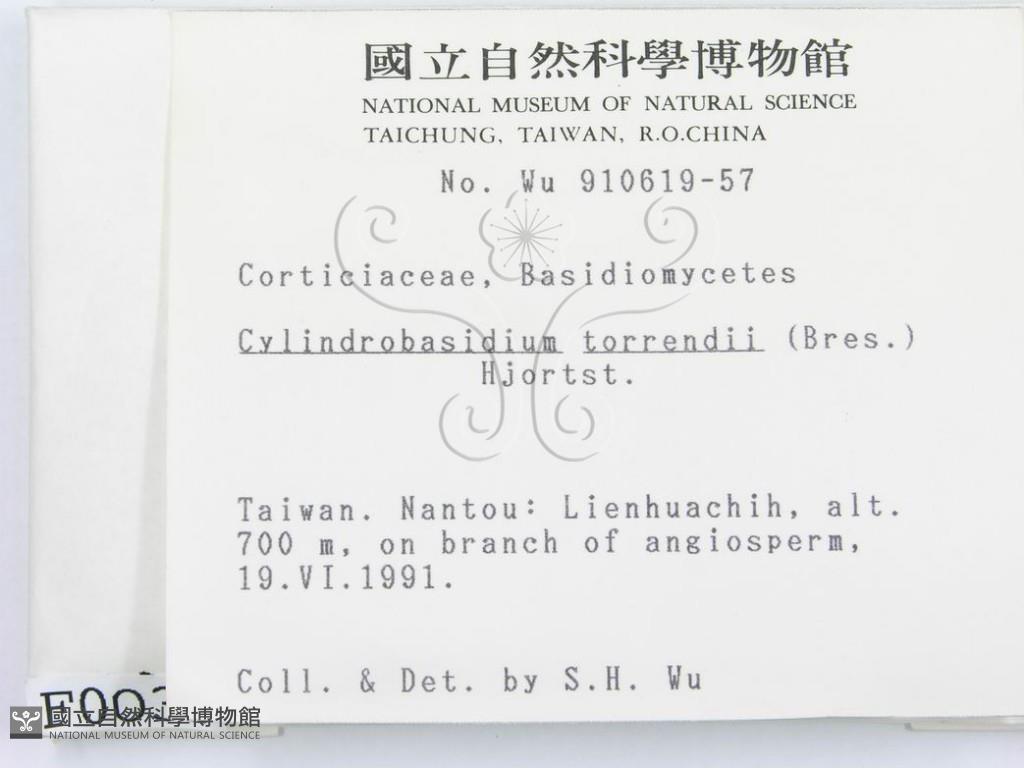 國立自然科學博物館
NATIONAL MUSEUM OF NATURAL SCIENCE
TAICHUNG, TAIWAN, R.O.CHINA
No. Wu 910619-57
Corticiaceae, Basidiomycetes
Cylindrobasidium torrendii (Bres.)
Hjortst.
Taiwan. Nantou: Lienhuachih, alt.
700 m, on branch of angiosperm,
19.VI.1991.
Coll. & Det. by S.H. Wu
國立自然科學博物館
NATIONAL MUSEUM OF NATURAL SCIENCE